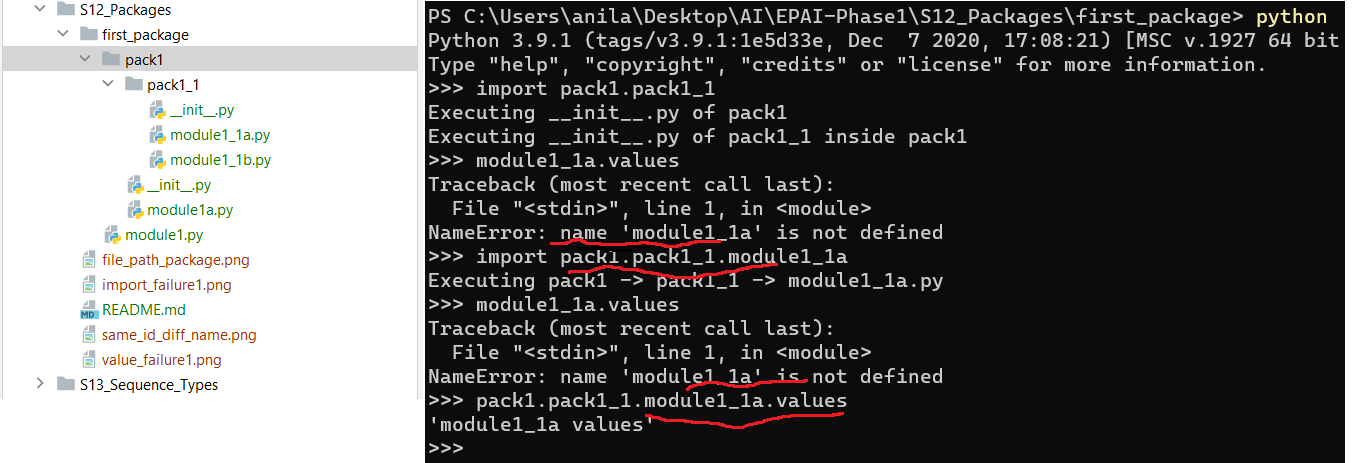 S12_Packages
first_package
pack1
pack1_1
__init__.py
module1_1a.py
module1_1b.py
__init__.py
module1a.py
module1.py
file_path_package.png
import_failure1.png
README.md
same_id_diff_name.png
value_failure1.png
S13_Sequence_Types
PS C:\Users\anila\Desktop\AI\EPAI-Phase1\S12_Packages\first_package> python
Python 3.9.1 (tags/v3.9.1:1e5d33e, Dec  7 2020, 17:08:21) [MSC v.1927 64 bit
Type "help", "copyright", "credits" or "license" for more information.
>>> import pack1.pack1_1
Executing __init__.py of pack1
Executing __init__.py of pack1_1 inside pack1
>>> module1_1a.values
Traceback (most recent call last):
  File "<stdin>", line 1, in <module>
NameError: name 'module1_1a' is not defined
>>> import pack1.pack1_1.module1_1a
Executing pack1 -> pack1_1 -> module1_1a.py
>>> module1_1a.values
Traceback (most recent call last):
  File "<stdin>", line 1, in <module>
NameError: name 'module1_1a' is not defined
>>> pack1.pack1_1.module1_1a.values
'module1_1a values'
>>>